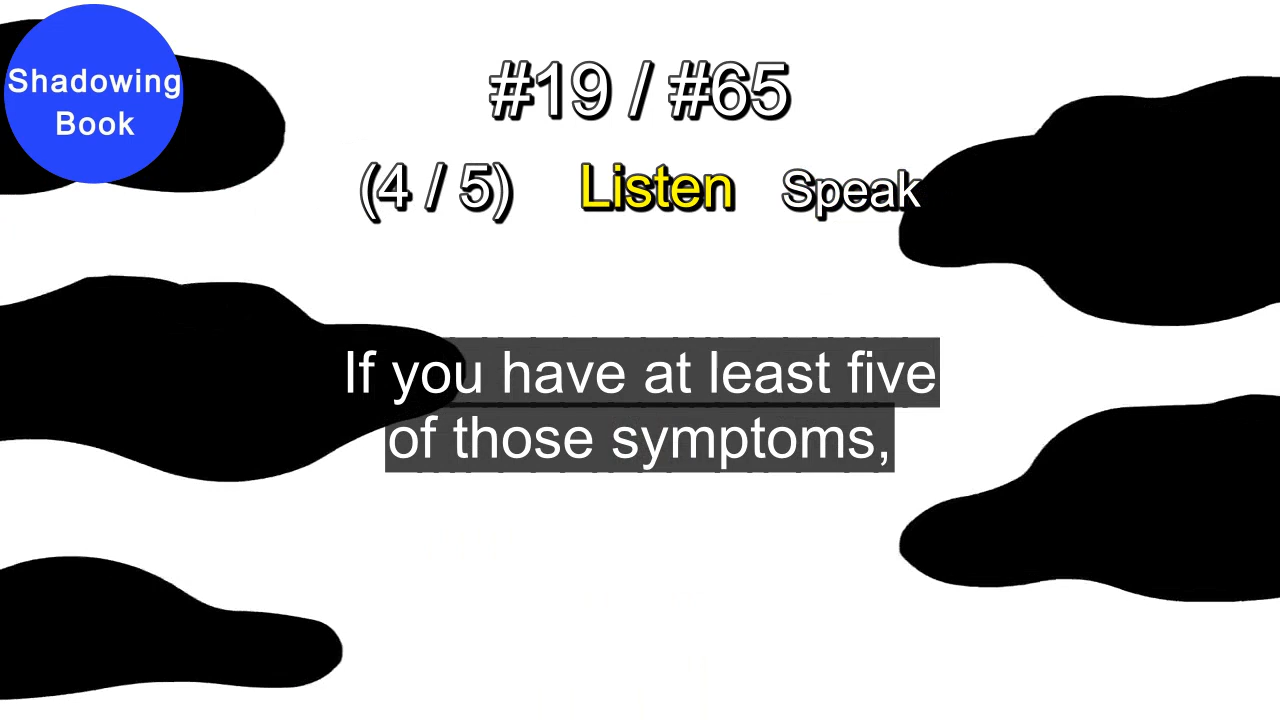 Shadowing
Book
#19 / #65
(4 / 5) Listen Speak
If you have at least five
of those symptoms,